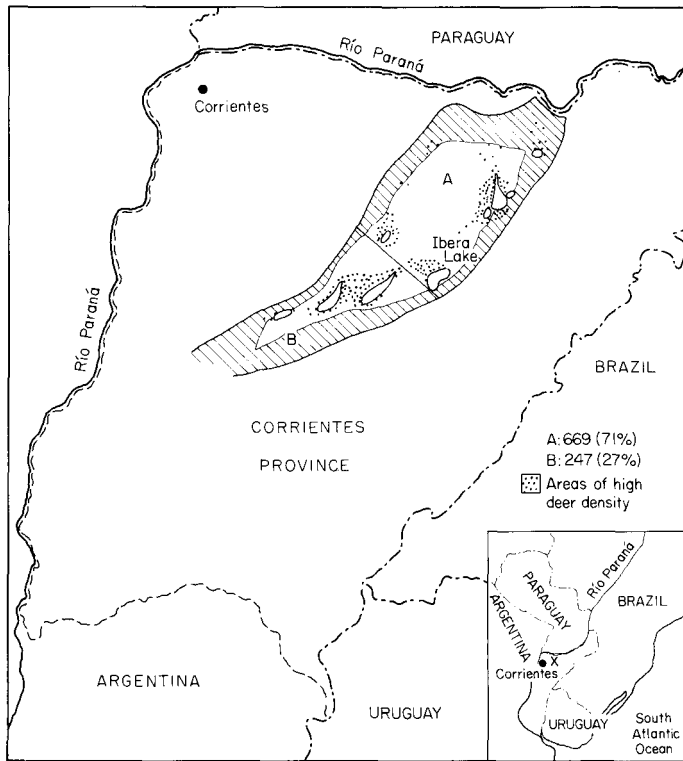 PARAGUAY
Río Paraná
Corrientes
A
Ibera
Lake
B
Río Paraná
BRAZIL
CORRIENTES
PROVINCE
A: 669 (71%)
B: 247 (27%)
Areas of high
deer density
ARGENTINA
URUGUAY
Río Paraná
PARAGUAY
BRAZIL
ARGENTINA
X
Corrientes
URUGUAY
South
Atlantic
Ocean